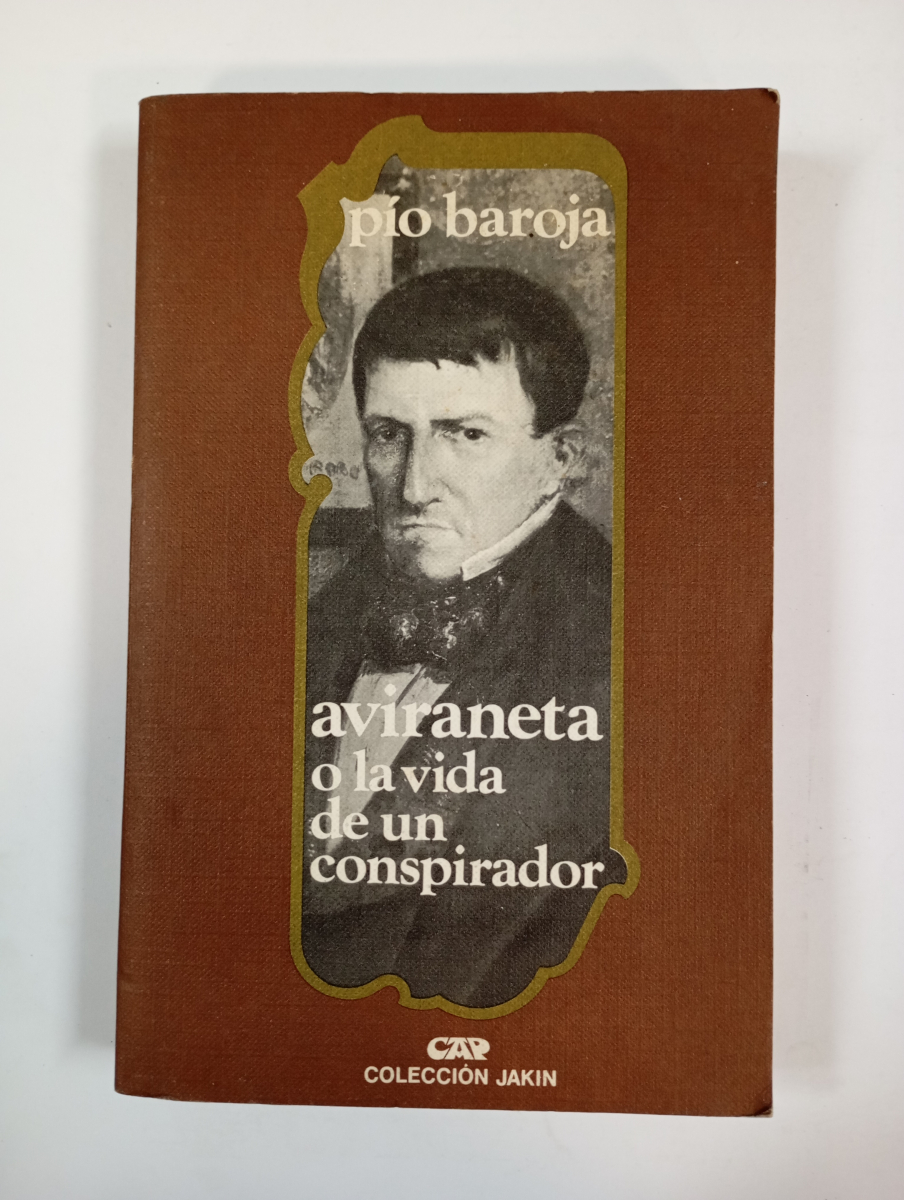 pío baroja
aviraneta
o la vida
de un
conspirador
CAP
COLECCIÓN JAKIN